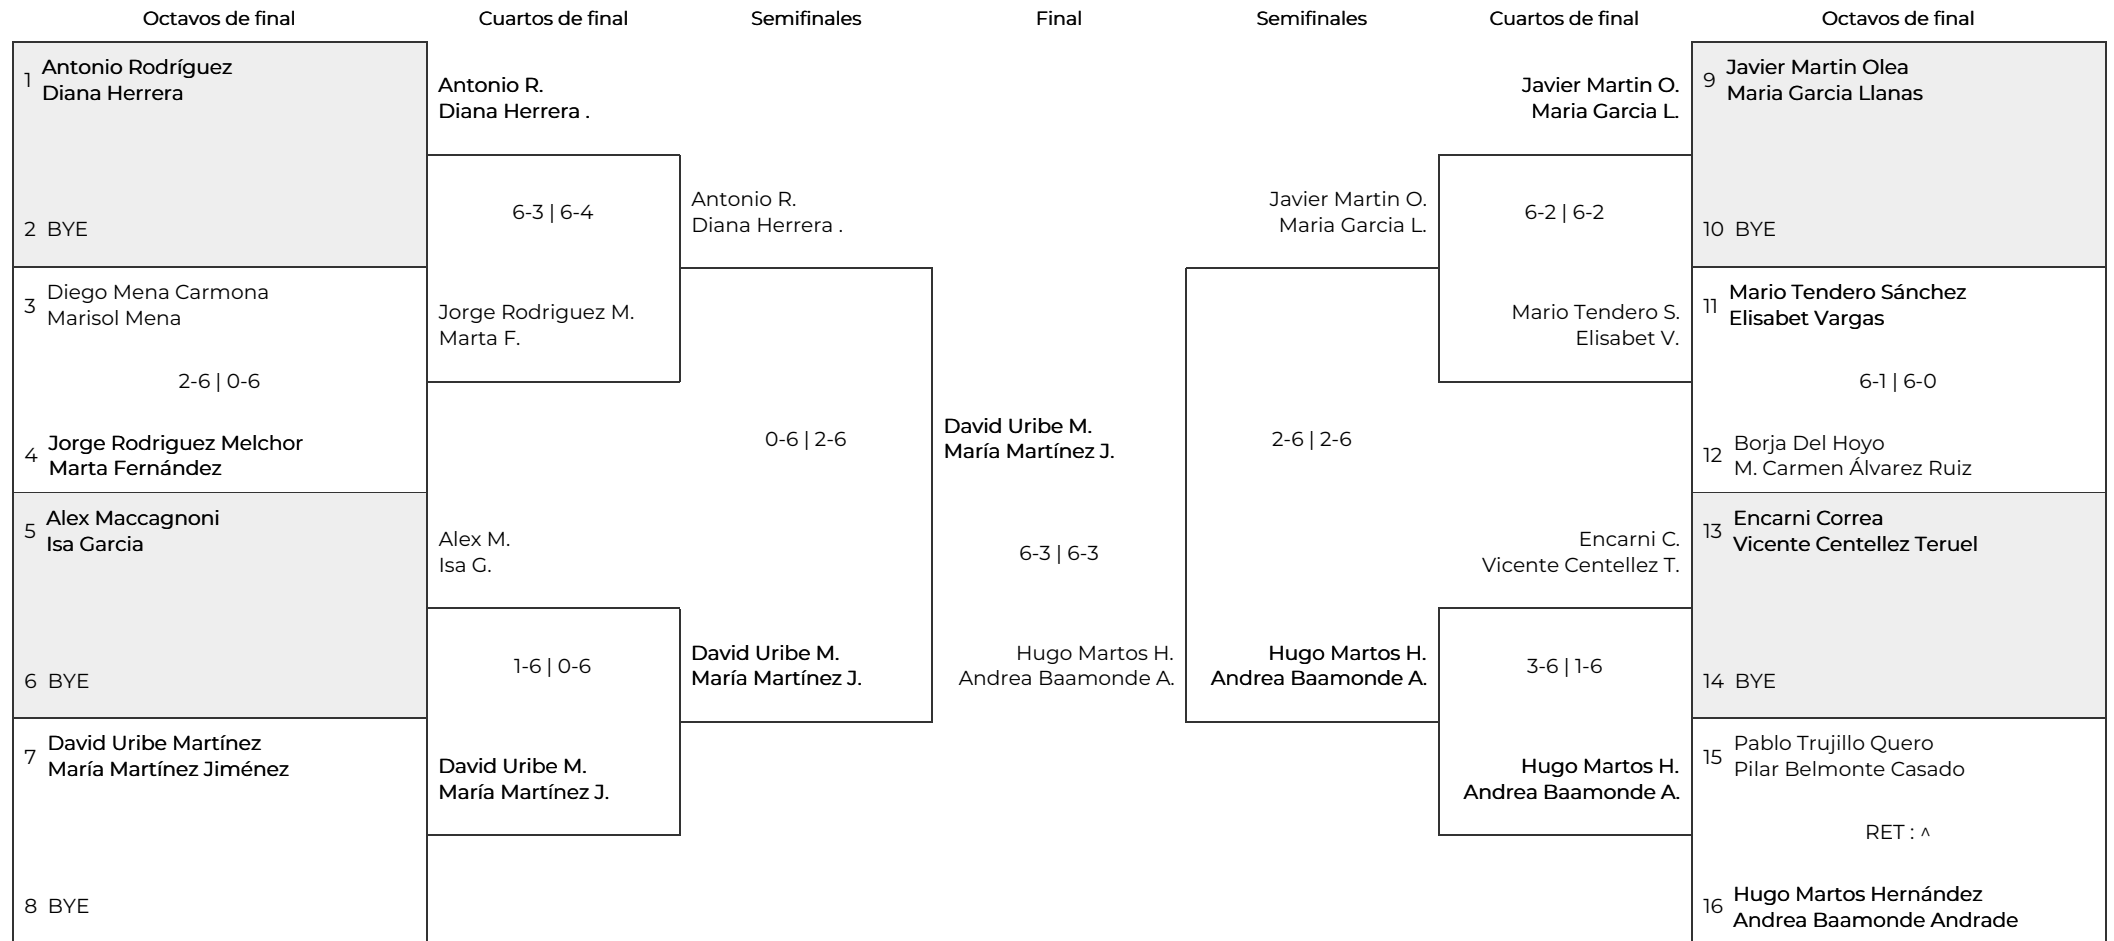 Octavos de final
Cuartos de final
Semifinales
Final
Semifinales
Cuartos de final
Octavos de final
1 Antonio Rodríguez
Diana Herrera
2 BYE
3 Diego Mena Carmona
Marisol Mena
2-6 | 0-6
4 Jorge Rodriguez Melchor
Marta Fernández
5 Alex Maccagnoni
Isa Garcia
6 BYE
7 David Uribe Martínez
María Martínez Jiménez
8 BYE
Antonio R.
Diana Herrera .
6-3 | 6-4
Jorge Rodriguez M.
Marta F.
Alex M.
Isa G.
1-6 | 0-6
David Uribe M.
María Martínez J.
Antonio R.
Diana Herrera .
0-6 | 2-6
David Uribe M.
María Martínez J.
David Uribe M.
María Martínez J.
6-3 | 6-3
Hugo Martos H.
Andrea Baamonde A.
Javier Martin O.
Maria Garcia L.
2-6 | 2-6
Hugo Martos H.
Andrea Baamonde A.
Javier Martin O.
Maria Garcia L.
6-2 | 6-2
Mario Tendero S.
Elisabet V.
Encarni C.
Vicente Centellez T.
3-6 | 1-6
Hugo Martos H.
Andrea Baamonde A.
9 Javier Martin Olea
Maria Garcia Llanas
10 BYE
11 Mario Tendero Sánchez
Elisabet Vargas
6-1 | 6-0
12 Borja Del Hoyo
M. Carmen Álvarez Ruiz
13 Encarni Correa
Vicente Centellez Teruel
14 BYE
15 Pablo Trujillo Quero
Pilar Belmonte Casado
RET : ^
16 Hugo Martos Hernández
Andrea Baamonde Andrade